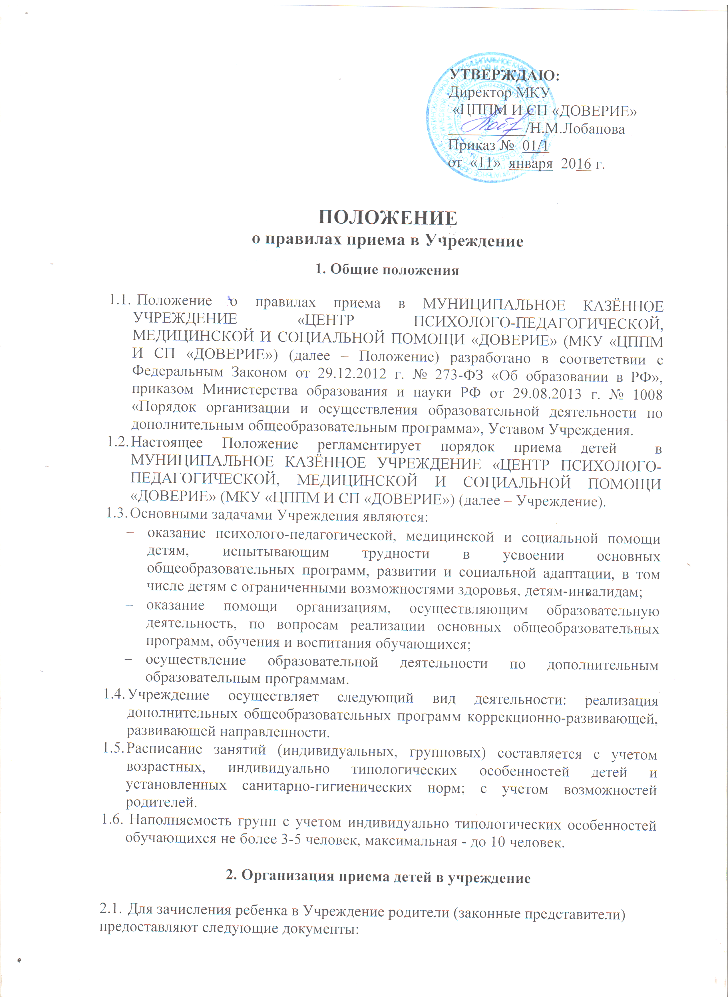 УТВЕРЖДАЮ:
Директор МКУ
«ЦППМ И СП «ДОВЕРИЕ»
/Н.М.Лобанова
Приказ № 01/1
от «11» января 2016 г.
ПОЛОЖЕНИЕ
о правилах приема в Учреждение
1. Общие положения
1.1. Положение о правилах приема в МУНИЦИПАЛЬНОЕ КАЗЁННОЕ
УЧРЕЖДЕНИЕ «ЦЕНТР ПСИХОЛОГО-ПЕДАГОГИЧЕСКОЙ,
МЕДИЦИНСКОЙ И СОЦИАЛЬНОЙ ПОМОЩИ «ДОВЕРИЕ» (МКУ «ЦППМ
И СП «ДОВЕРИЕ») (далее – Положение) разработано в соответствии с
Федеральным Законом от 29.12.2012 г. № 273-ФЗ «Об образовании в РФ»,
приказом Министерства образования и науки РФ от 29.08.2013 г. № 1008
«Порядок организации и осуществления образовательной деятельности по
дополнительным общеобразовательным программа», Уставом Учреждения.
1.2. Настоящее Положение регламентирует порядок приема детей в
МУНИЦИПАЛЬНОЕ КАЗЁННОЕ УЧРЕЖДЕНИЕ «ЦЕНТР ПСИХОЛОГО-
ПЕДАГОГИЧЕСКОЙ, МЕДИЦИНСКОЙ И СОЦИАЛЬНОЙ ПОМОЩИ
«ДОВЕРИЕ» (МКУ «ЦППМ И СП «ДОВЕРИЕ») (далее – Учреждение).
1.3. Основными задачами Учреждения являются:
– оказание психолого-педагогической, медицинской и социальной помощи
детям, испытывающим трудности в усвоении основных
общеобразовательных программ, развитии и социальной адаптации, в том
числе детям с ограниченными возможностями здоровья, детям-инвалидам;
– оказание помощи организациям, осуществляющим образовательную
деятельность, по вопросам реализации основных общеобразовательных
программ, обучения и воспитания обучающихся;
– осуществление образовательной деятельности по дополнительным
образовательным программам.
1.4. Учреждение осуществляет следующий вид деятельности: реализация
дополнительных общеобразовательных программ коррекционно-развивающей,
развивающей направленности.
1.5. Расписание занятий (индивидуальных, групповых) составляется с учетом
возрастных, индивидуально типологических особенностей детей и
установленных санитарно-гигиенических норм; с учетом возможностей
родителей.
1.6. Наполняемость групп с учетом индивидуально типологических особенностей
обучающихся не более 3-5 человек, максимальная - до 10 человек.
2. Организация приема детей в учреждение
2.1. Для зачисления ребенка в Учреждение родители (законные представители)
предоставляют следующие документы: